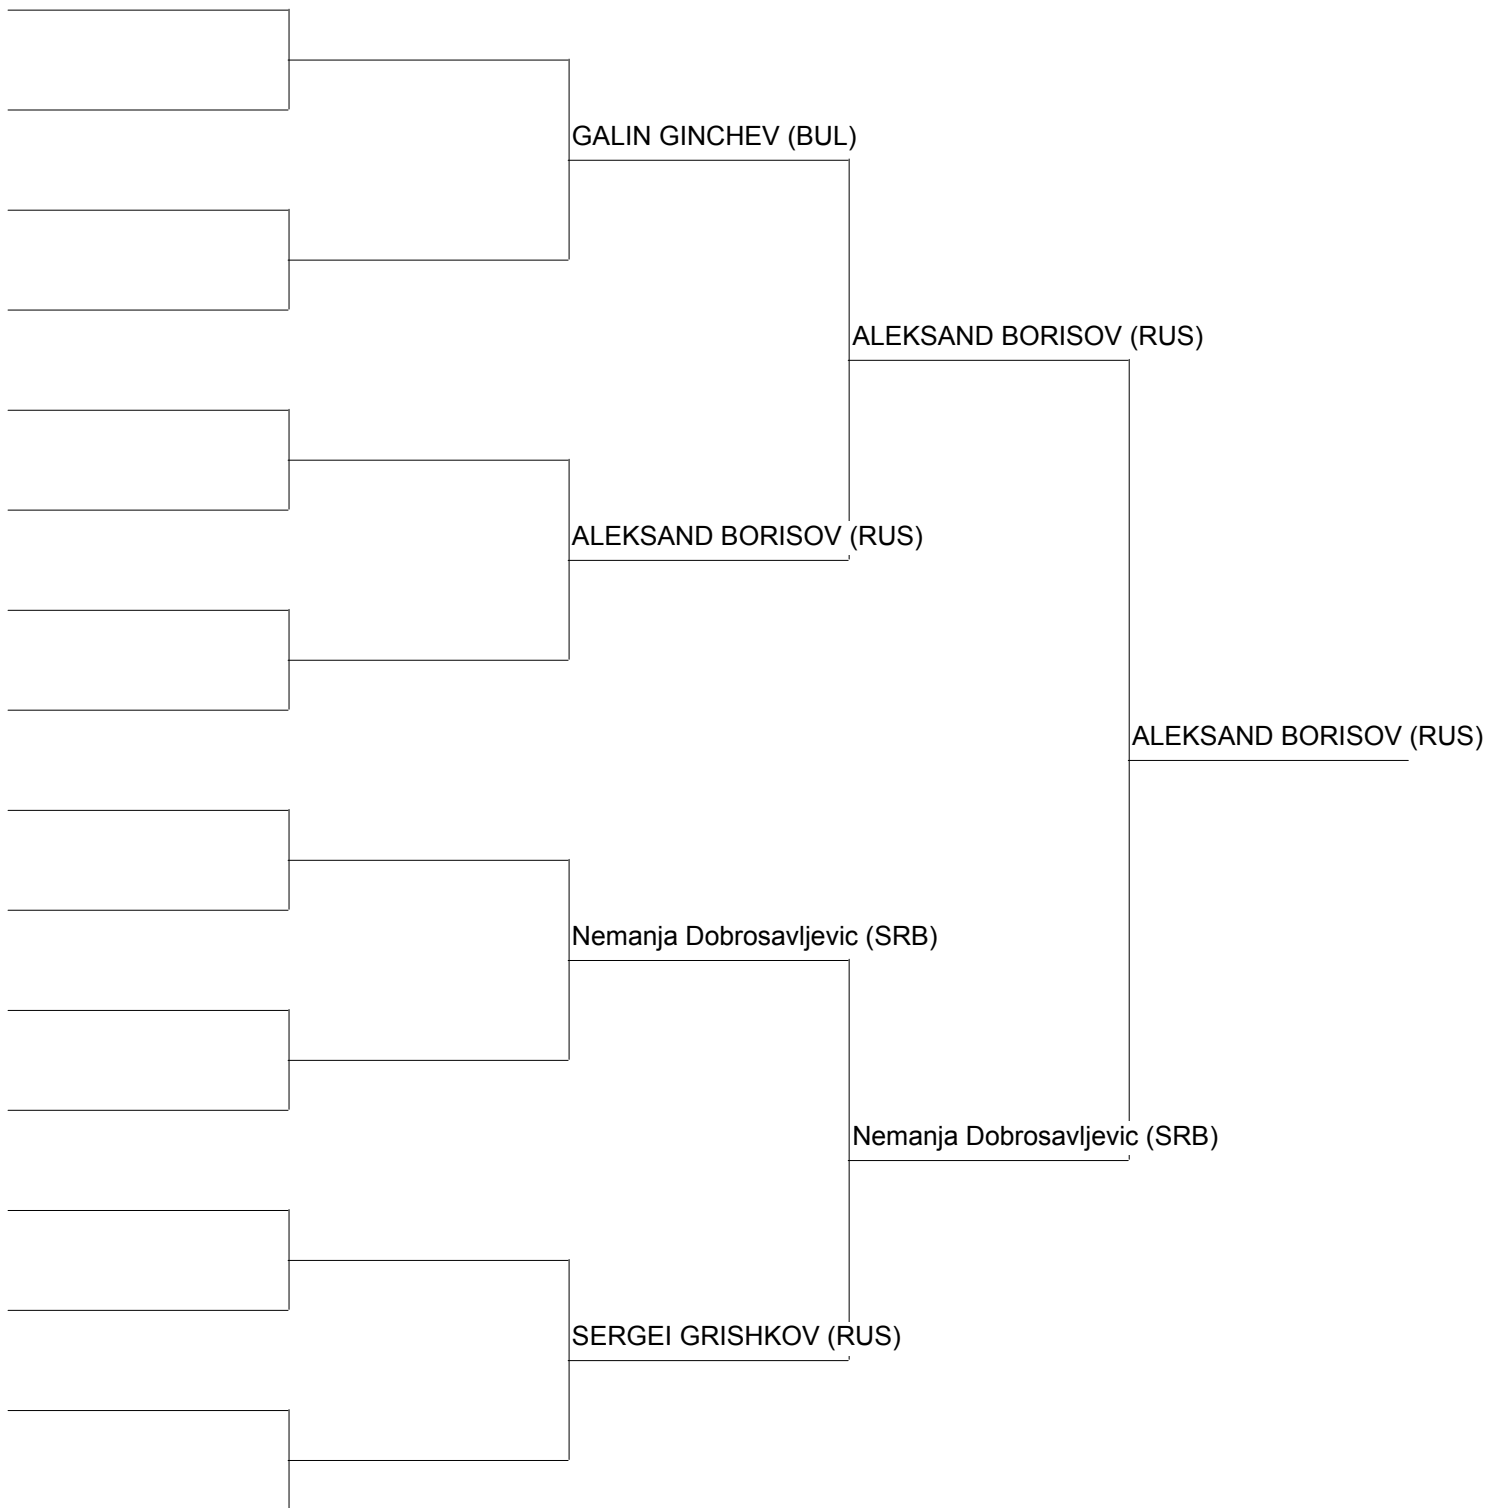 GALIN GINCHEV (BUL)
ALEKSAND BORISOV (RUS)
ALEKSAND BORISOV (RUS)
ALEKSAND BORISOV (RUS)
Nemanja Dobrosavljevic (SRB)
Nemanja Dobrosavljevic (SRB)
SERGEI GRISHKOV (RUS)